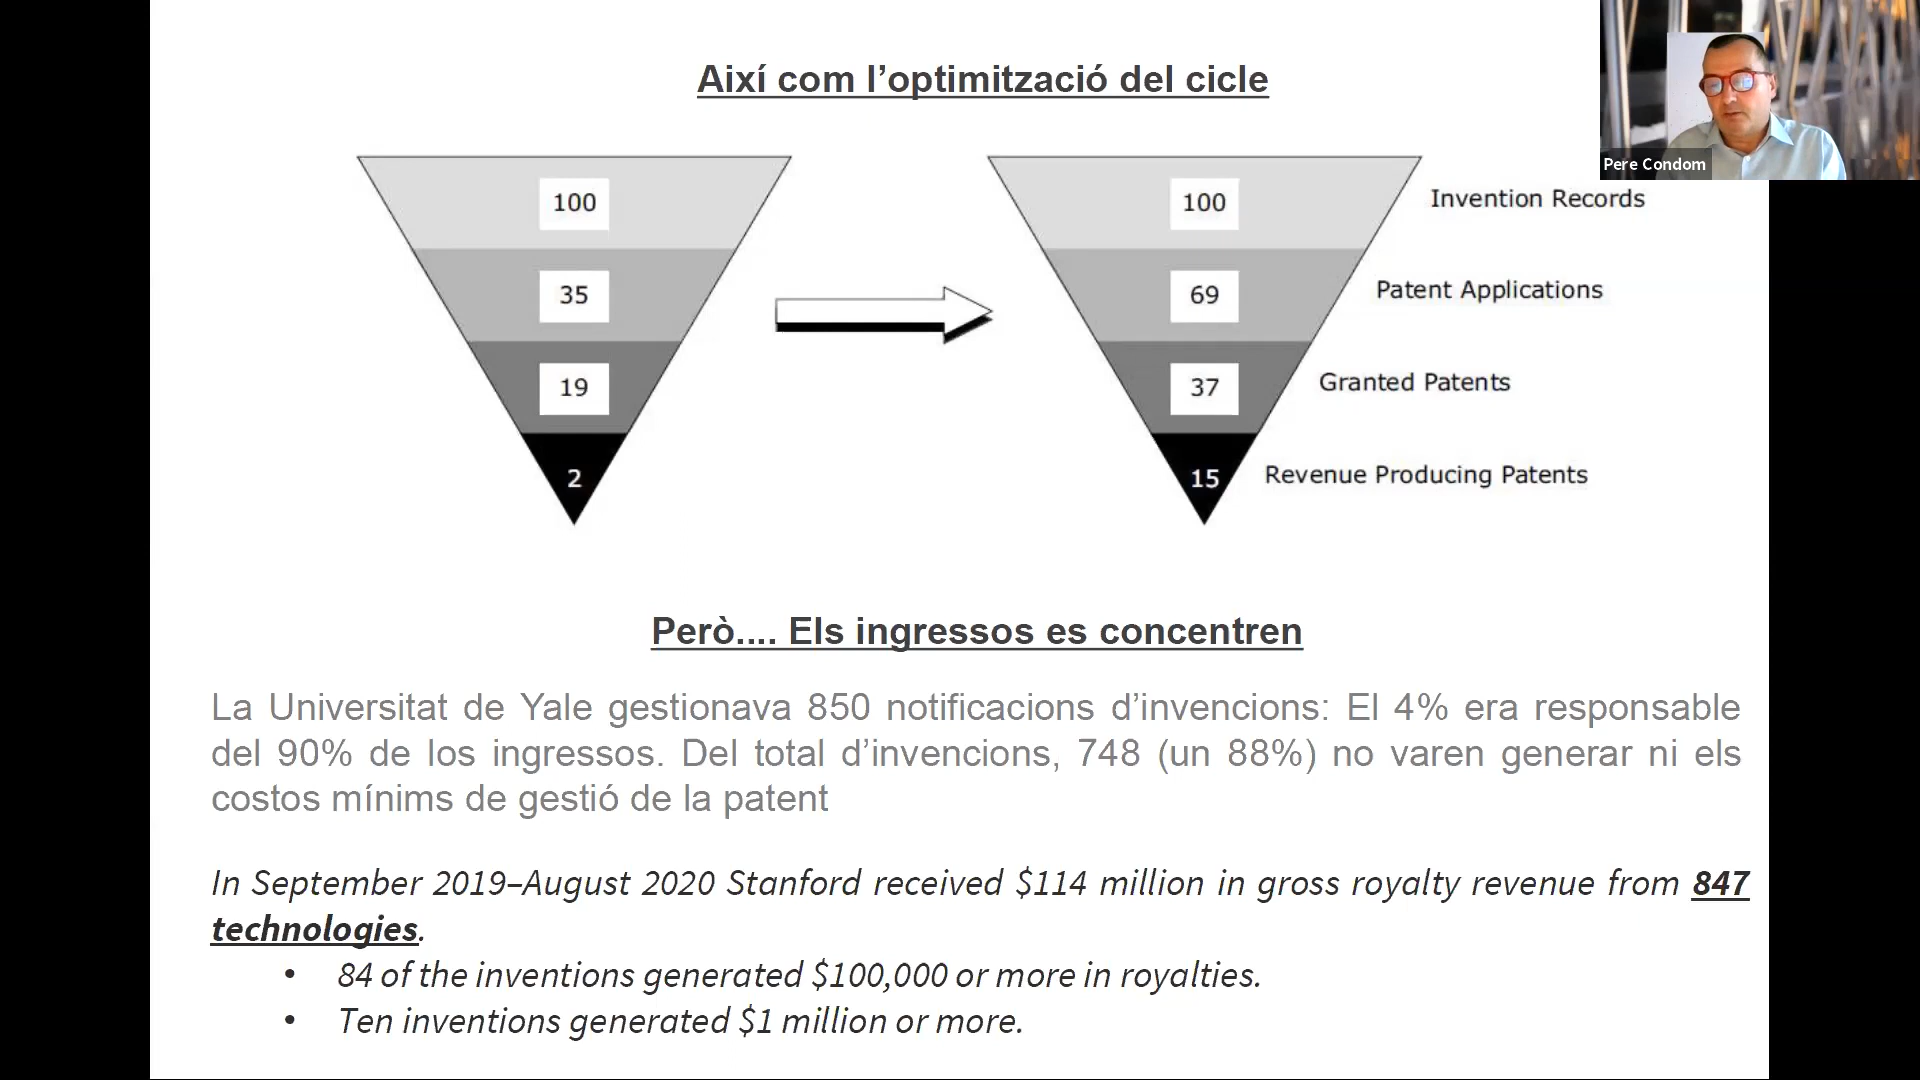 Així com l’optimització del cicle
100
100
Invention Records
35
69
Patent Applications
19
37
Granted Patents
2
15
Revenue Producing Patents
Però.... Els ingressos es concentren
La Universitat de Yale gestionava 850 notificacions d’invencions: El 4% era responsable
del 90% de los ingressos. Del total d’invencions, 748 (un 88%) no varen generar ni els
costos mínims de gestió de la patent
In September 2019–August 2020 Stanford received $114 million in gross royalty revenue from 847
technologies.
• 84 of the inventions generated $100,000 or more in royalties.
• Ten inventions generated $1 million or more.
Pere Condom